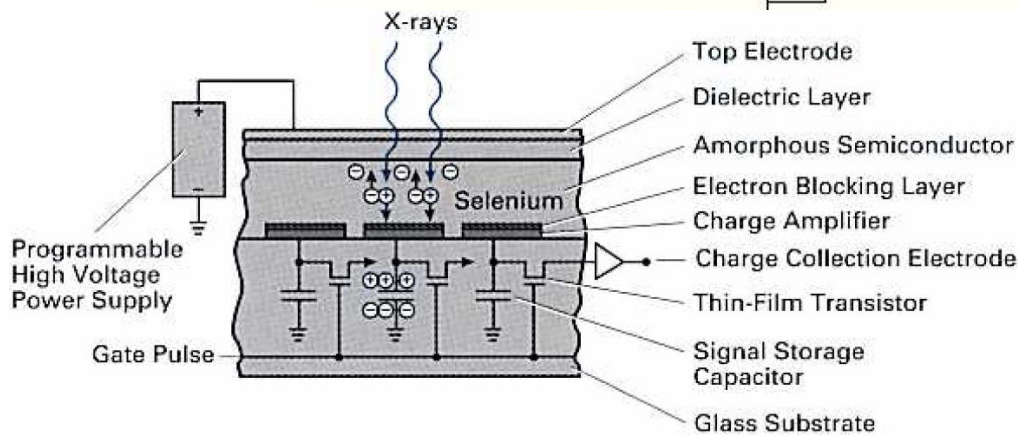 X-rays
Top Electrode
Dielectric Layer
Amorphous Semiconductor
Electron Blocking Layer
Charge Amplifier
Charge Collection Electrode
Thin-Film Transistor
Signal Storage
Capacitor
Glass Substrate
Selenium
Programmable
High Voltage
Power Supply
Gate Pulse